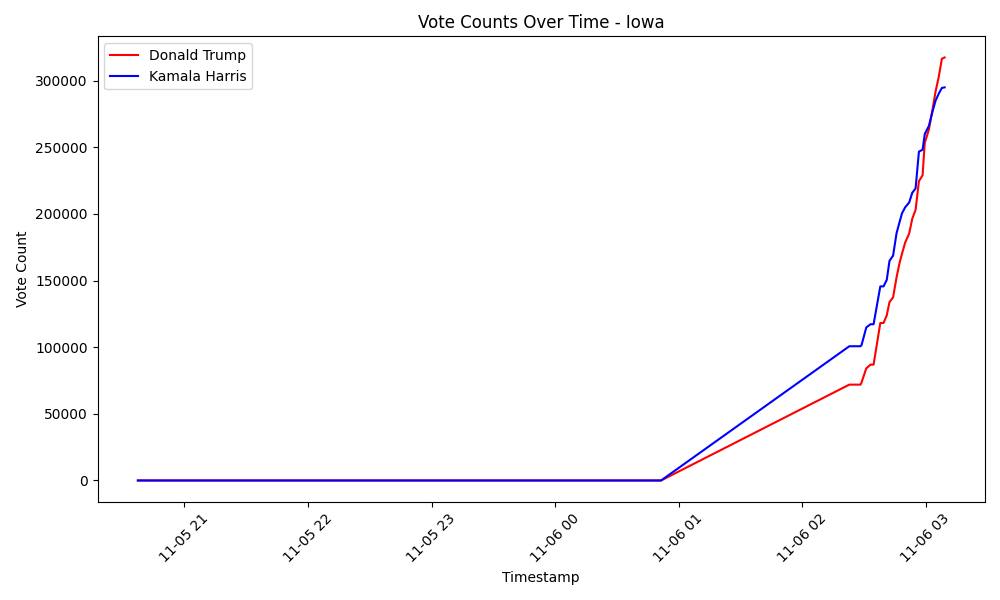 Vote Counts Over Time - Iowa
Donald Trump
Kamala Harris
Vote Count
300000
250000
200000
150000
100000
50000
0
11-05 21
11-05 22
11-05 23
11-06 00
11-06 01
11-06 02
11-06 03
Timestamp